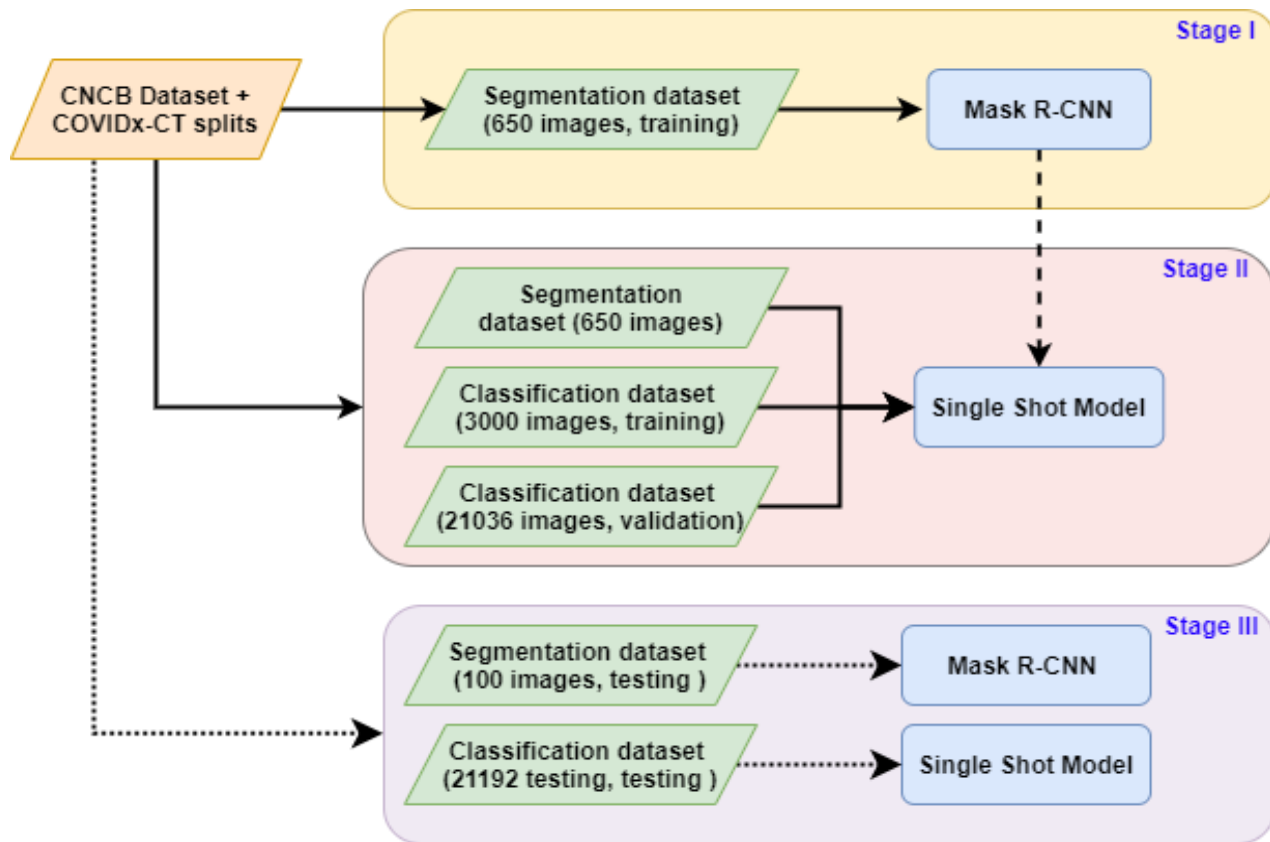 Stage I
CNCB Dataset +
COVIDx-CT splits
Segmentation dataset
(650 images, training)
Mask R-CNN
Stage II
Segmentation
dataset (650 images)
Classification dataset
(3000 images, training)
Single Shot Model
Classification dataset
(21036 images, validation)
Stage III
Segmentation dataset
(100 images, testing )
Mask R-CNN
Classification dataset
(21192 testing, testing )
Single Shot Model